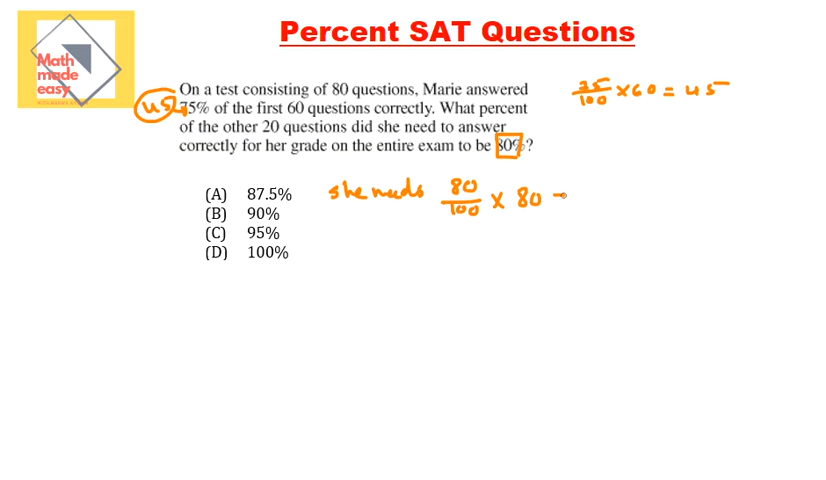 Percent SAT Questions
Math
made
easy
On a test consisting of 80 questions, Marie answered
75% of the first 60 questions correctly. What percent
of the other 20 questions did she need to answer
correctly for her grade on the entire exam to be 80%?
45
75/100 × 60 = 45
(A) 87.5%
(B) 90%
(C) 95%
(D) 100%
she needs 80/100 × 80 -